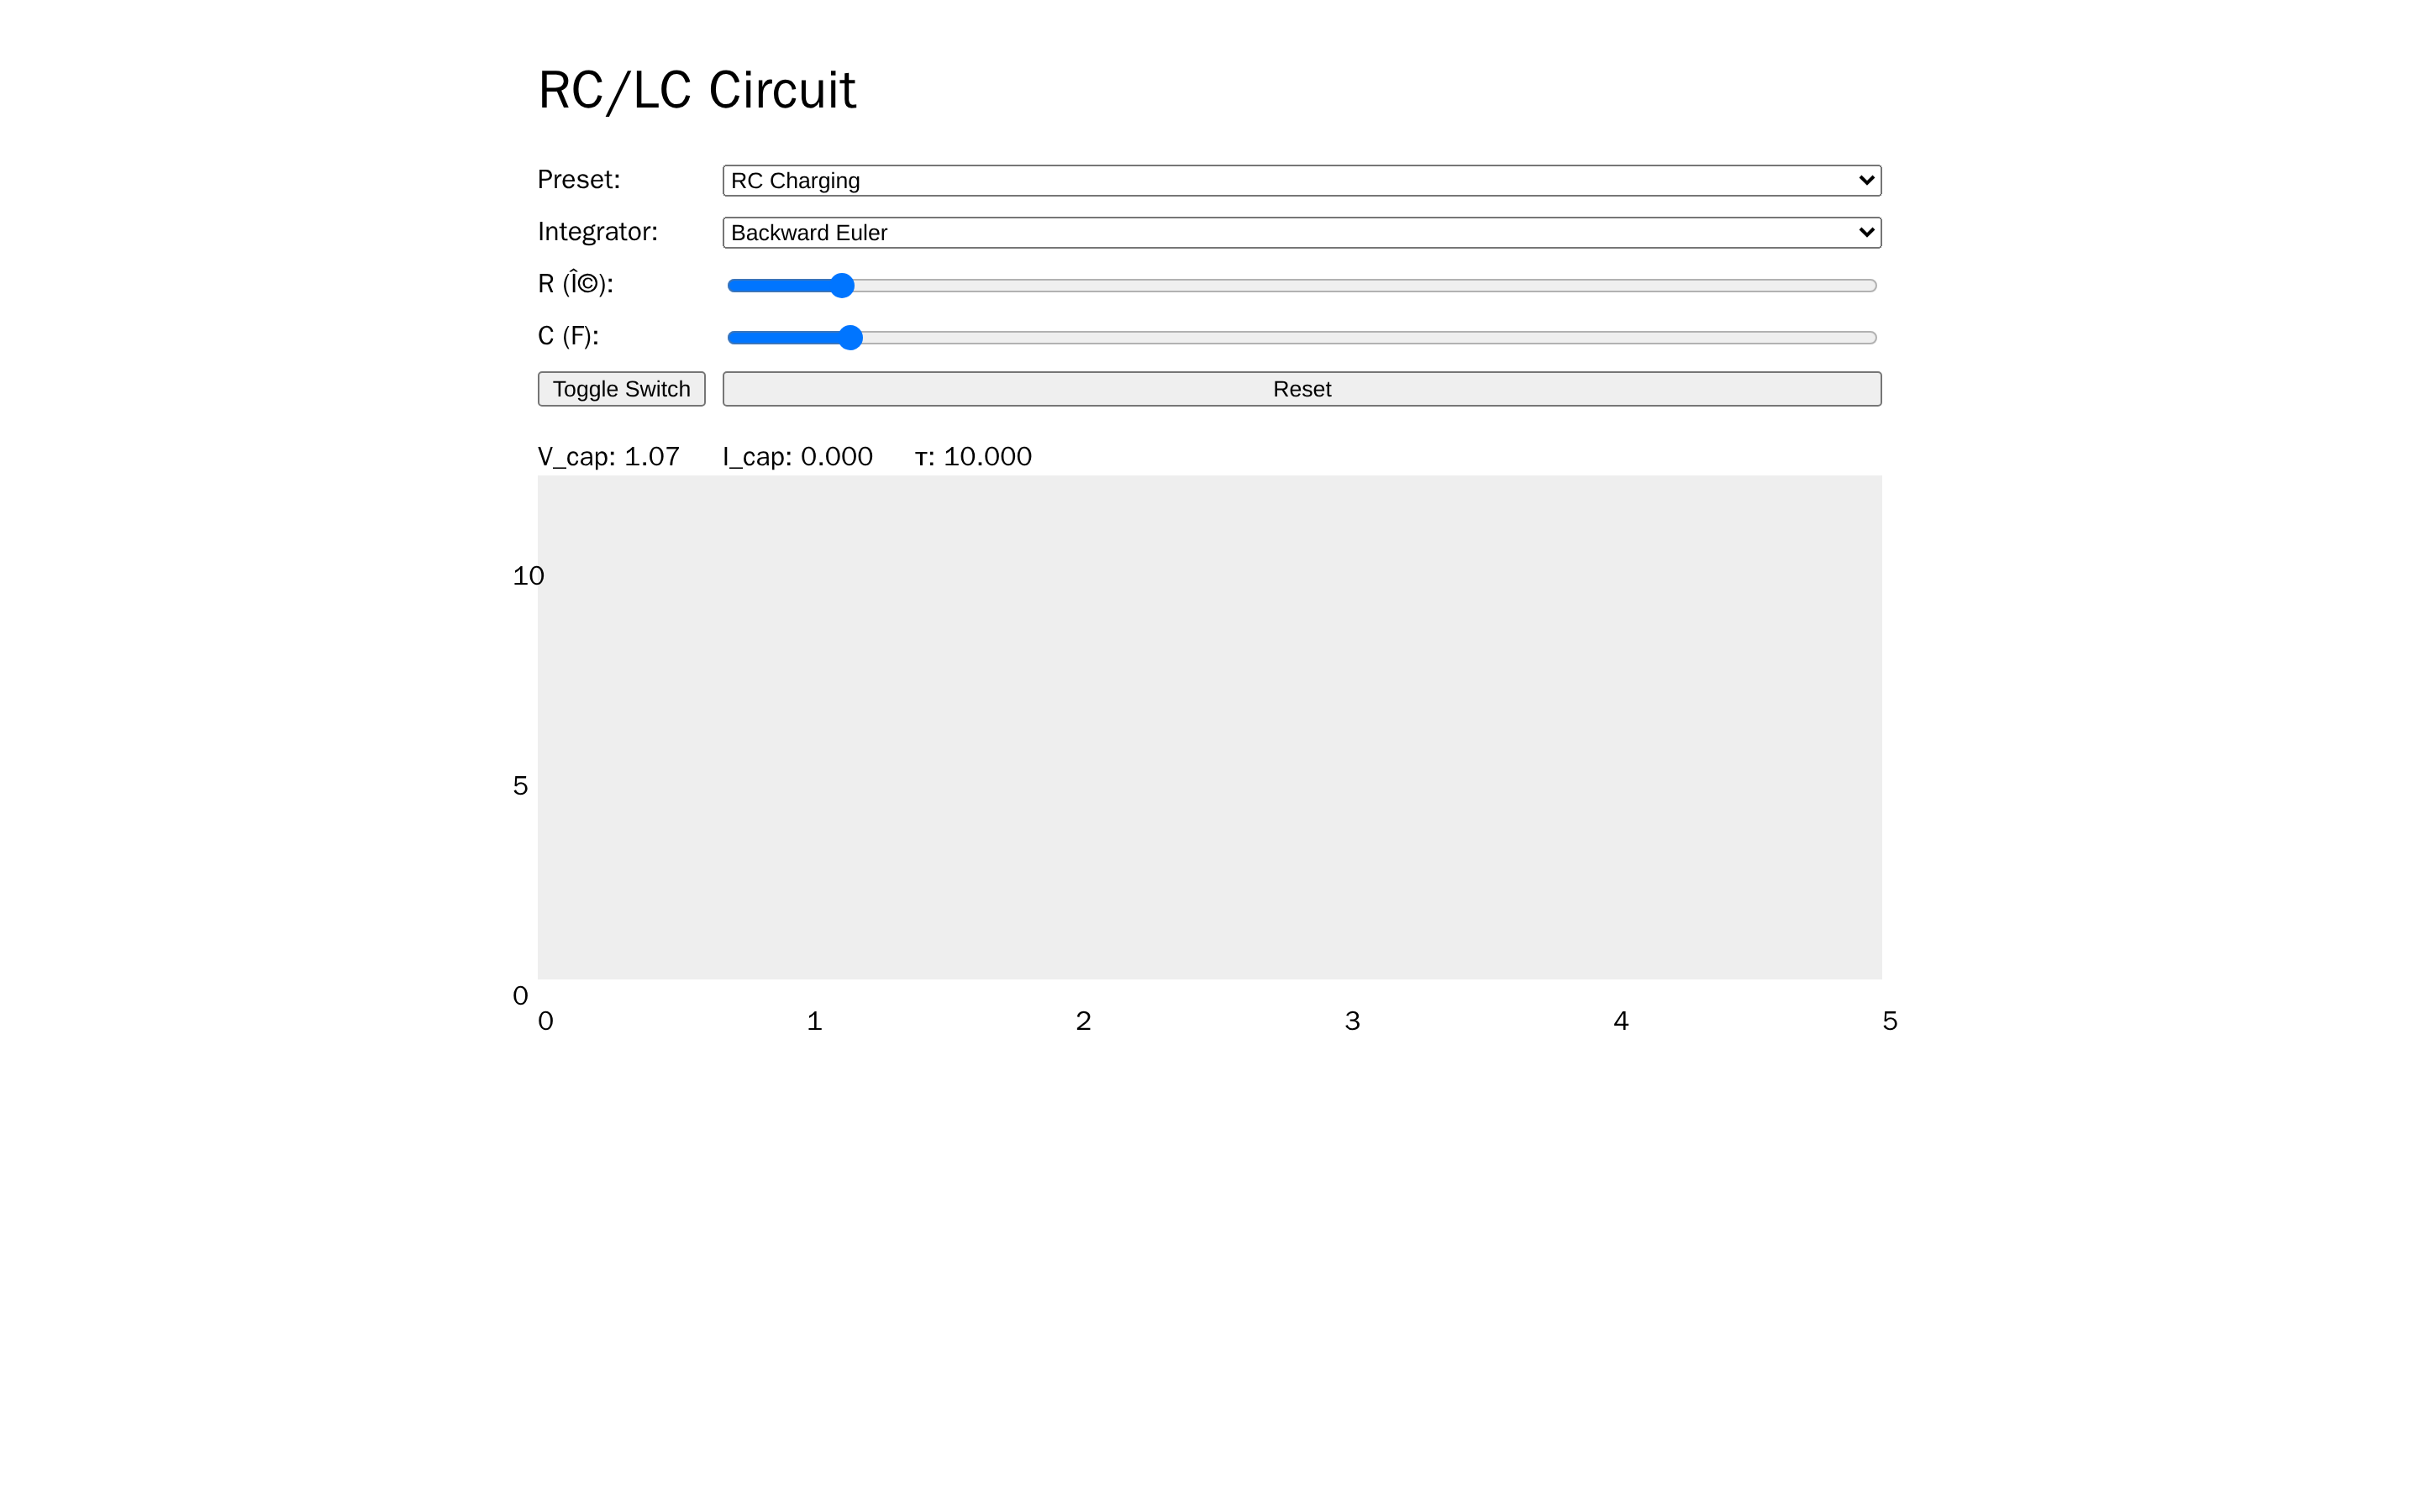 RC/LC Circuit
Preset: RC Charging
Integrator: Backward Euler
R (Î©):
C (F):
Toggle Switch Reset
V_cap: 1.07 I_cap: 0.000 τ: 10.000
10
5
0
0 1 2 3 4 5